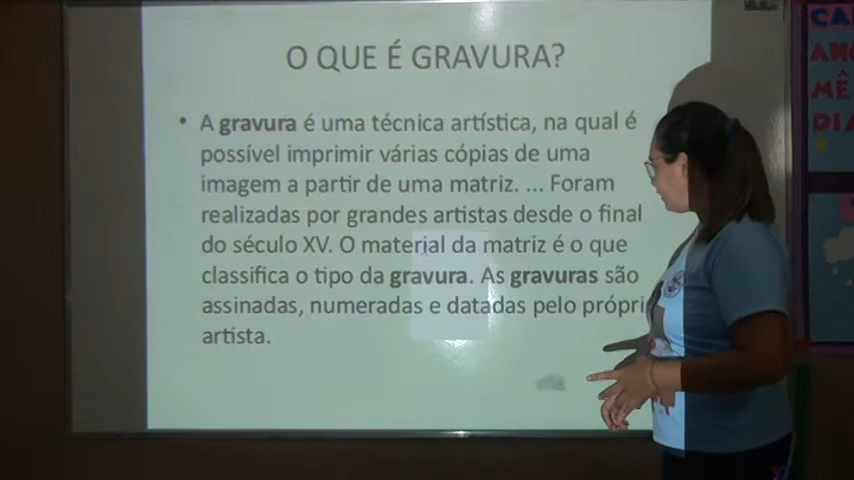 O QUE É GRAVURA?
• A gravura é uma técnica artística, na qual é
possível imprimir várias cópias de uma
imagem a partir de uma matriz. ... Foram
realizadas por grandes artistas desde o final
do século XV. O material da matriz é o que
classifica o tipo da gravura. As gravuras são
assinadas, numeradas e datadas pelo própri
artista.
MÊ
DIA